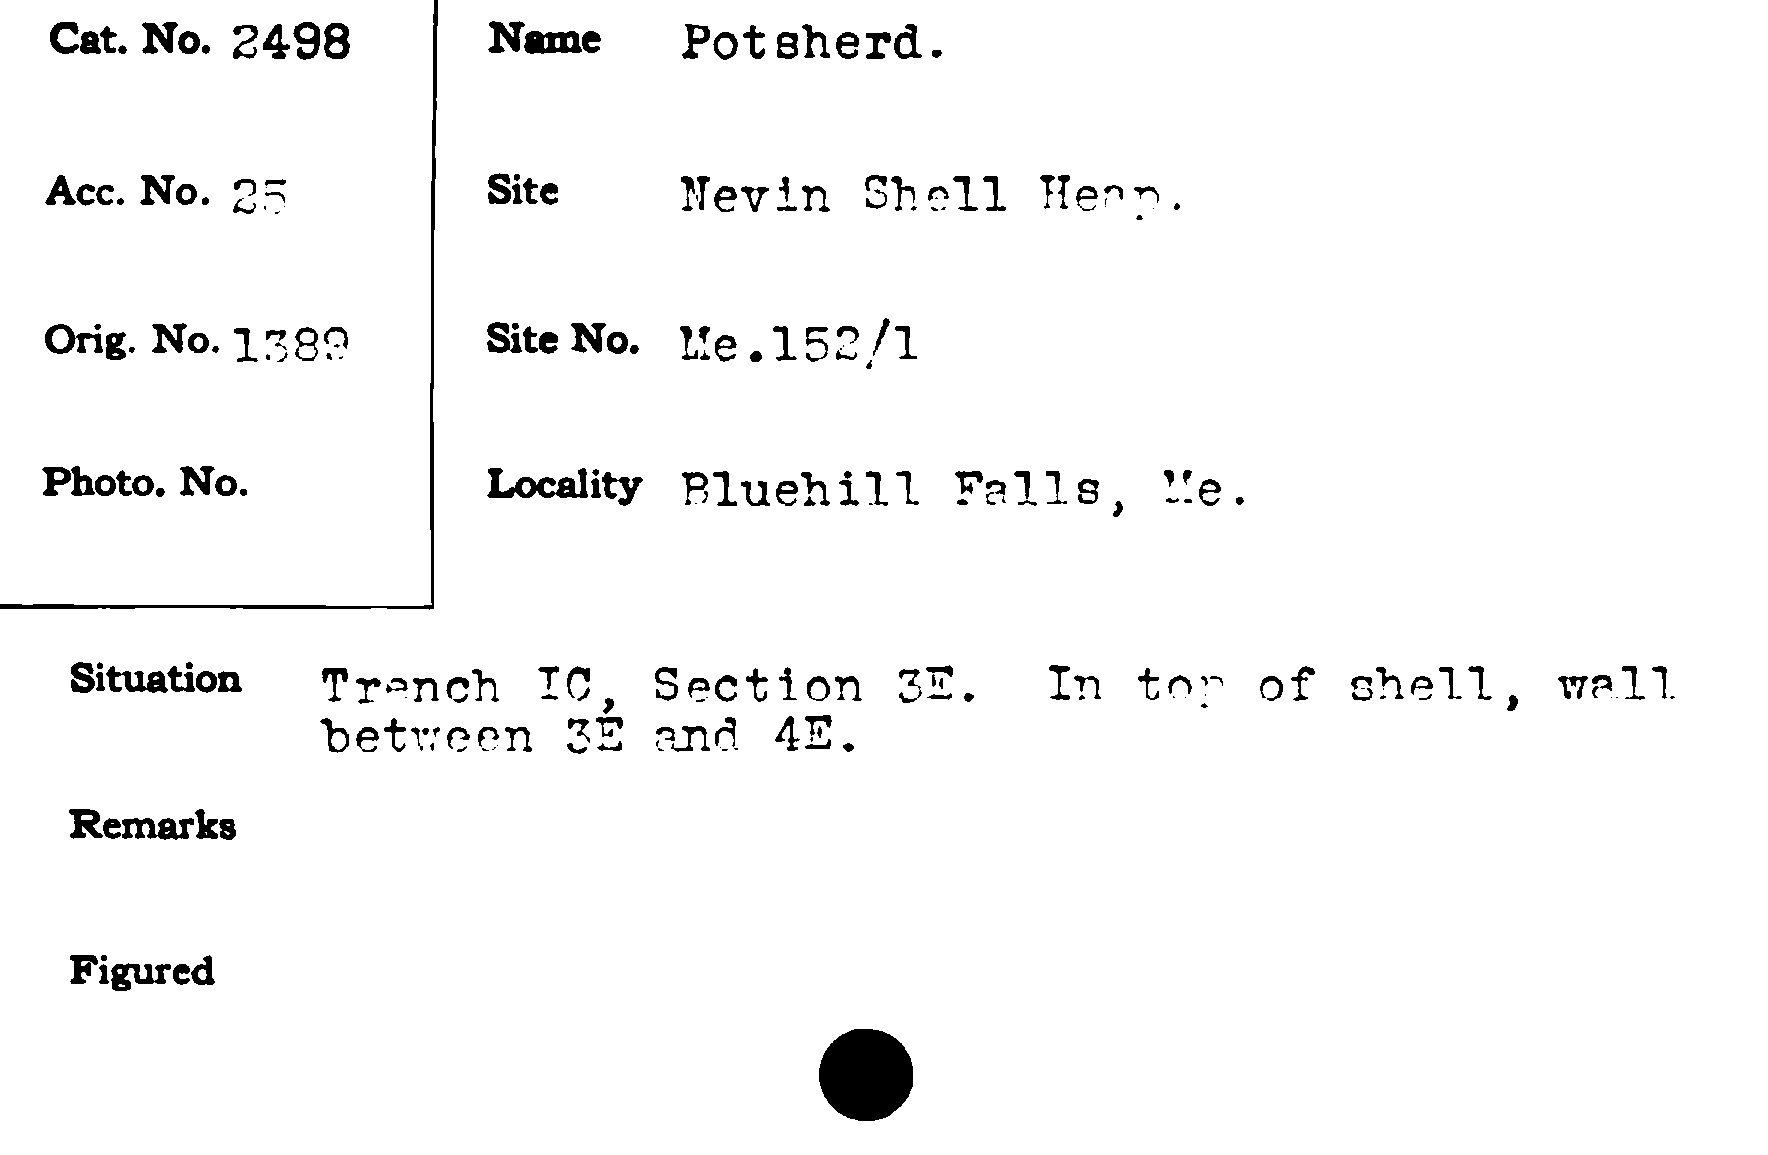 Cat. No. 2498
Name Potsherd.
Acc. No. 25
Site Nevin Shell Heap.
Orig. No. 1389
Site No. Me.152/1
Photo. No.
Locality Bluehill Falls, Me.
Situation Trench IC, Section 3E. In top of shell, wall
between 3E and 4E.
Remarks
Figured